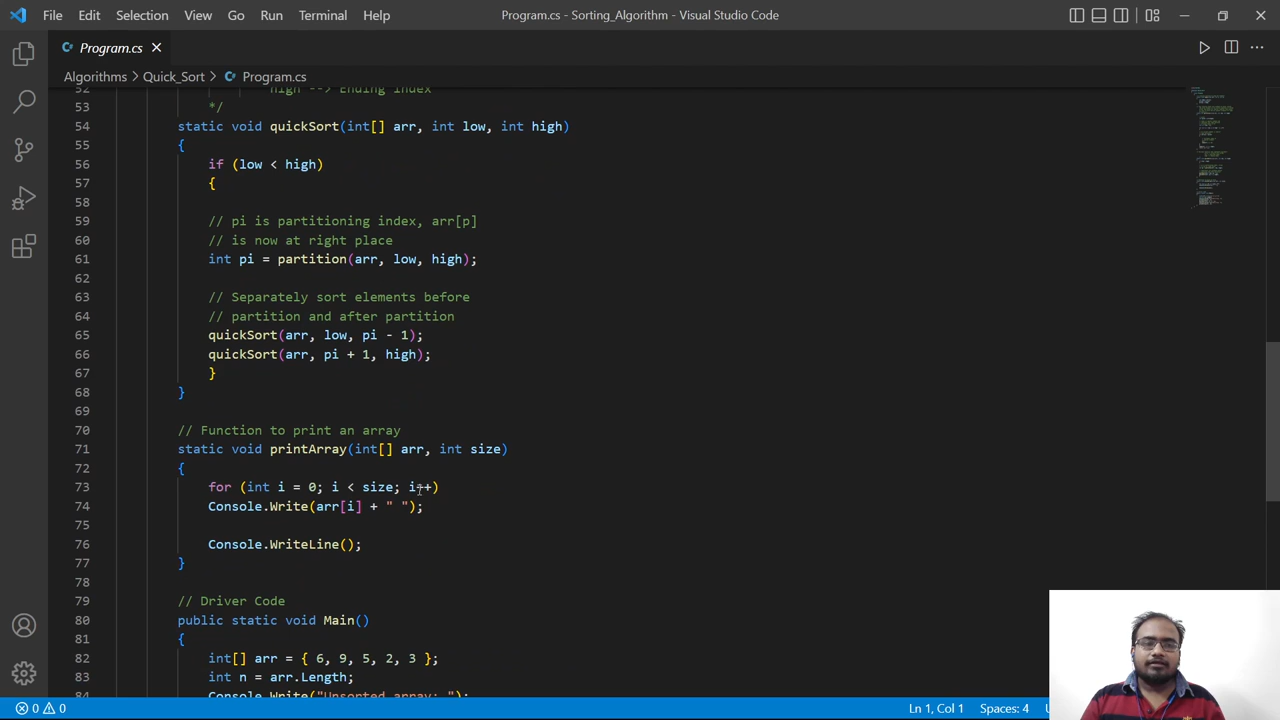 File Edit Selection View Go Run Terminal Help Program.cs - Sorting_Algorithm - Visual Studio Code
Program.cs
Algorithms > Quick_Sort > Program.cs
52 high --> Ending index
53 */
54 static void quickSort(int[] arr, int low, int high)
55 {
56 if (low < high)
57 {
58
59 // pi is partitioning index, arr[p]
60 // is now at right place
61 int pi = partition(arr, low, high);
62
63 // Separately sort elements before
64 // partition and after partition
65 quickSort(arr, low, pi - 1);
66 quickSort(arr, pi + 1, high);
67 }
68 }
69
70 // Function to print an array
71 static void printArray(int[] arr, int size)
72 {
73 for (int i = 0; i < size; i++)
74 Console.Write(arr[i] + " ");
75
76 Console.WriteLine();
77 }
78
79 // Driver Code
80 public static void Main()
81 {
82 int[] arr = { 6, 9, 5, 2, 3 };
83 int n = arr.Length;
84 Console.Write("Unsorted array: ");
0 0 Ln 1, Col 1 Spaces: 4